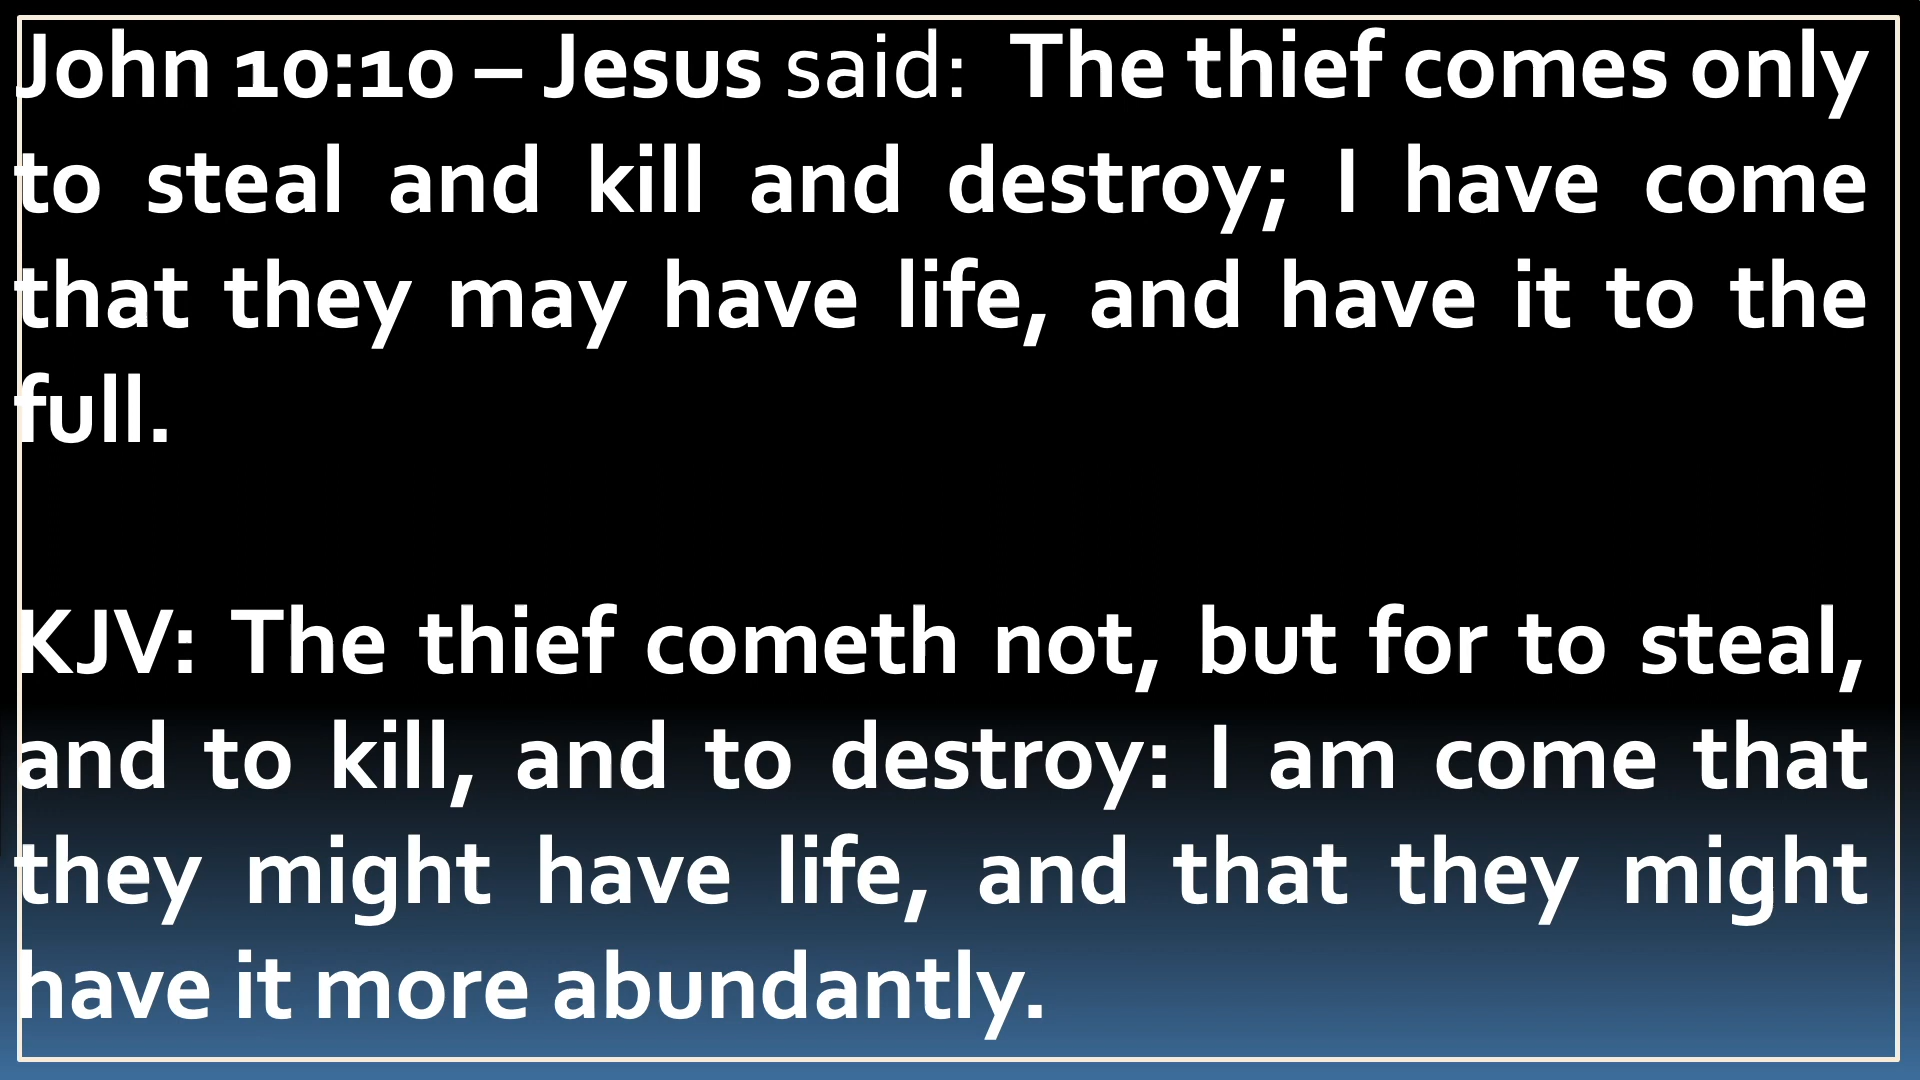 John 10:10 – Jesus said: The thief comes only
to steal and kill and destroy; I have come
that they may have life, and have it to the
full.
KJV: The thief cometh not, but for to steal,
and to kill, and to destroy: I am come that
they might have life, and that they might
have it more abundantly.